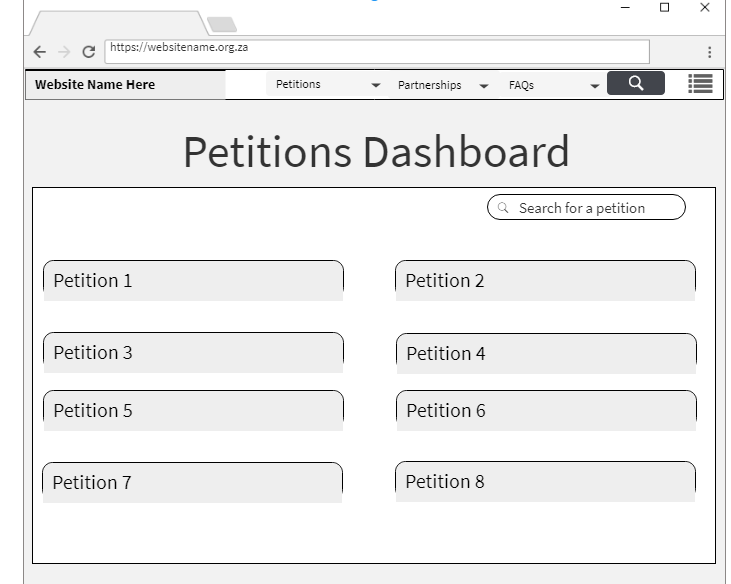 https://websitename.org.za
Website Name Here Petitions Partnerships FAQs
Petitions Dashboard
Search for a petition
Petition 1 Petition 2
Petition 3 Petition 4
Petition 5 Petition 6
Petition 7 Petition 8